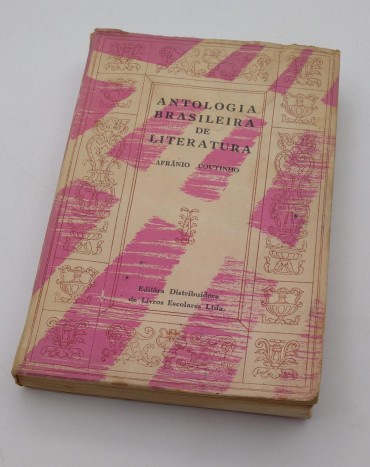 ANTOLOGIA
BRASILEIRA
DE
LITERATURA
AFRÂNIO COUTINHO
Editôra Distribuidora
de Livros Escolares Ltda.